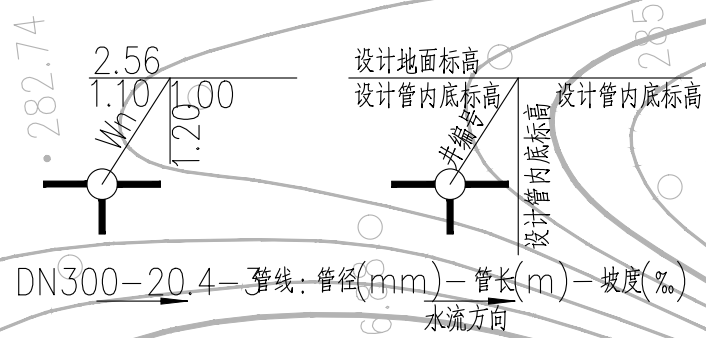 282.74
2.56
1.10
1.00
1.20
Wn
设计地面标高
设计管内底标高
设计管内底标高
设计管内底标高
井编号
285
DN300-20.4-3
管线：管径(mm)-管长(m)-坡度(‰)
水流方向